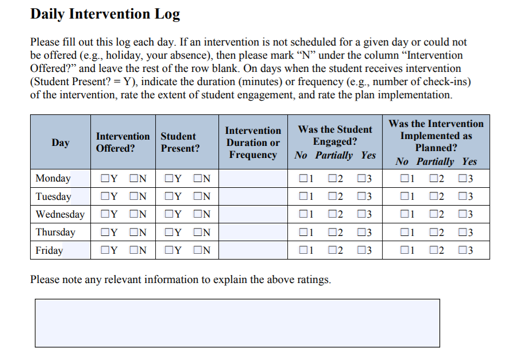 Daily Intervention Log
Please fill out this log each day. If an intervention is not scheduled for a given day or could not
be offered (e.g., holiday, your absence), then please mark “N” under the column “Intervention
Offered?” and leave the rest of the row blank. On days when the student receives intervention
(Student Present? = Y), indicate the duration (minutes) or frequency (e.g., number of check-ins)
of the intervention, rate the extent of student engagement, and rate the plan implementation.
Day
Intervention
Offered?
Student
Present?
Intervention
Duration or
Frequency
Was the Student
Engaged?
No Partially Yes
Was the Intervention
Implemented as
Planned?
No Partially Yes
Monday ☐Y ☐N ☐Y ☐N ☐1 ☐2 ☐3 ☐1 ☐2 ☐3
Tuesday ☐Y ☐N ☐Y ☐N ☐1 ☐2 ☐3 ☐1 ☐2 ☐3
Wednesday ☐Y ☐N ☐Y ☐N ☐1 ☐2 ☐3 ☐1 ☐2 ☐3
Thursday ☐Y ☐N ☐Y ☐N ☐1 ☐2 ☐3 ☐1 ☐2 ☐3
Friday ☐Y ☐N ☐Y ☐N ☐1 ☐2 ☐3 ☐1 ☐2 ☐3
Please note any relevant information to explain the above ratings.